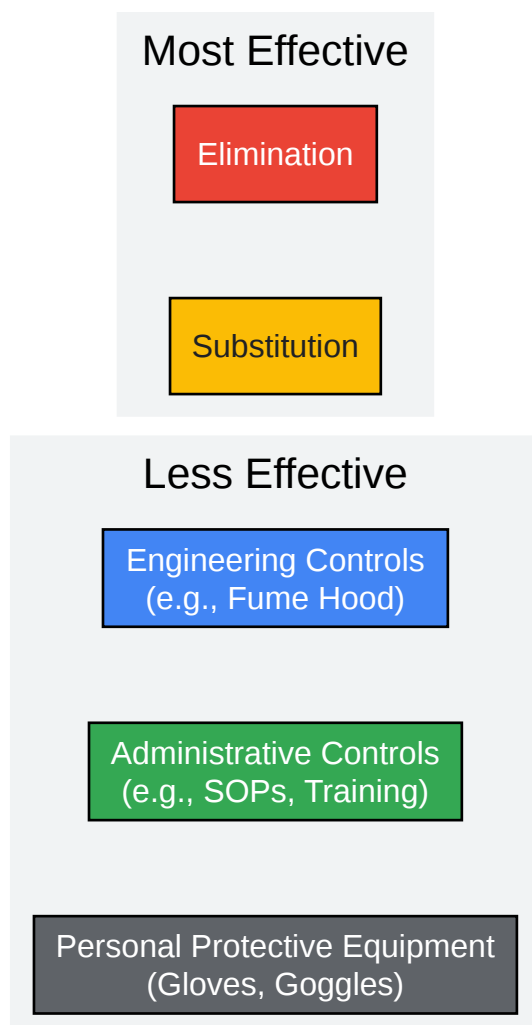 Most Effective
Elimination
Substitution
Less Effective
Engineering Controls
(e.g., Fume Hood)
Administrative Controls
(e.g., SOPs, Training)
Personal Protective Equipment
(Gloves, Goggles)